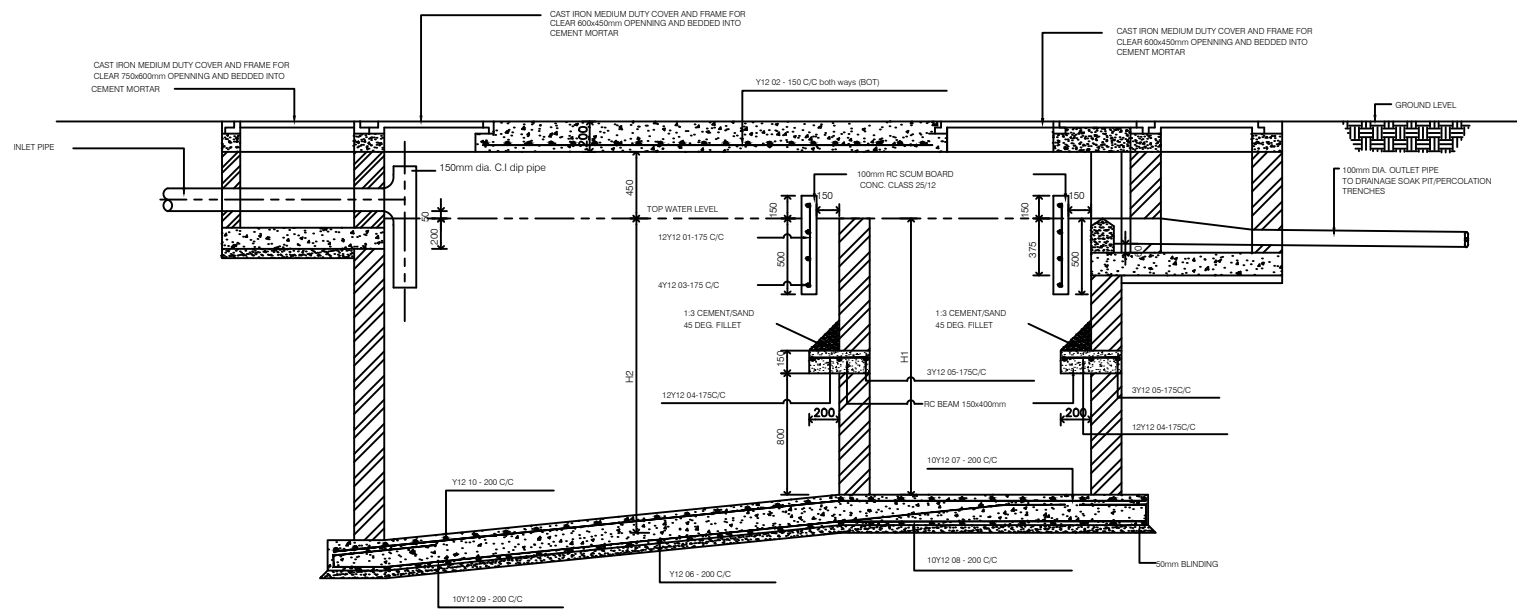 CAST IRON MEDIUM DUTY COVER AND FRAME FOR
CLEAR 600x450mm OPENNING AND BEDDED INTO
CEMENT MORTAR
CAST IRON MEDIUM DUTY COVER AND FRAME FOR
CLEAR 600x450mm OPENNING AND BEDDED INTO
CEMENT MORTAR
CAST IRON MEDIUM DUTY COVER AND FRAME FOR
CLEAR 750x600mm OPENNING AND BEDDED INTO
CEMENT MORTAR
Y12 02 - 150 C/C both ways (BOT)
GROUND LEVEL
200
INLET PIPE
150mm dia. C.I dip pipe
100mm RC SCUM BOARD
CONC. CLASS 25/12
100mm DIA. OUTLET PIPE
TO DRAINAGE SOAK PIT/PERCOLATION
TRENCHES
450
150
150
150
150
TOP WATER LEVEL
50
200
12Y12 01-175 C/C
500
375
500
4Y12 03-175 C/C
1:3 CEMENT/SAND
45 DEG. FILLET
1:3 CEMENT/SAND
45 DEG. FILLET
150
H2
H1
3Y12 05-175C/C
3Y12 05-175C/C
12Y12 04-175C/C
RC BEAM 150x400mm
200
200
12Y12 04-175C/C
800
10Y12 07 - 200 C/C
Y12 10 - 200 C/C
10Y12 08 - 200 C/C
50mm BLINDING
Y12 06 - 200 C/C
10Y12 09 - 200 C/C